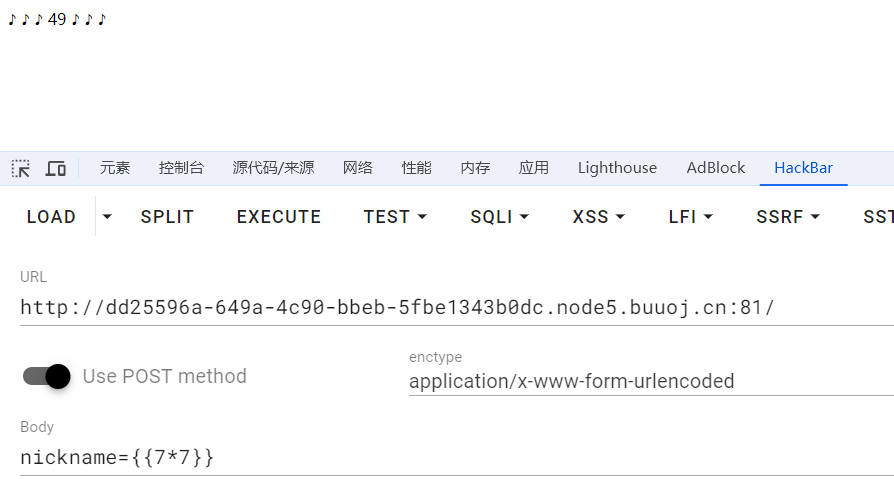 ♪ ♪ ♪ 49 ♪ ♪ ♪
元素 控制台 源代码/来源 网络 性能 内存 应用 Lighthouse AdBlock HackBar
LOAD SPLIT EXECUTE TEST SQLI XSS LFI SSRF SST
URL
http://dd25596a-649a-4c90-bbeb-5fbe1343b0dc.node5.buuoj.cn:81/
Use POST method
enctype
application/x-www-form-urlencoded
Body
nickname={{7*7}}